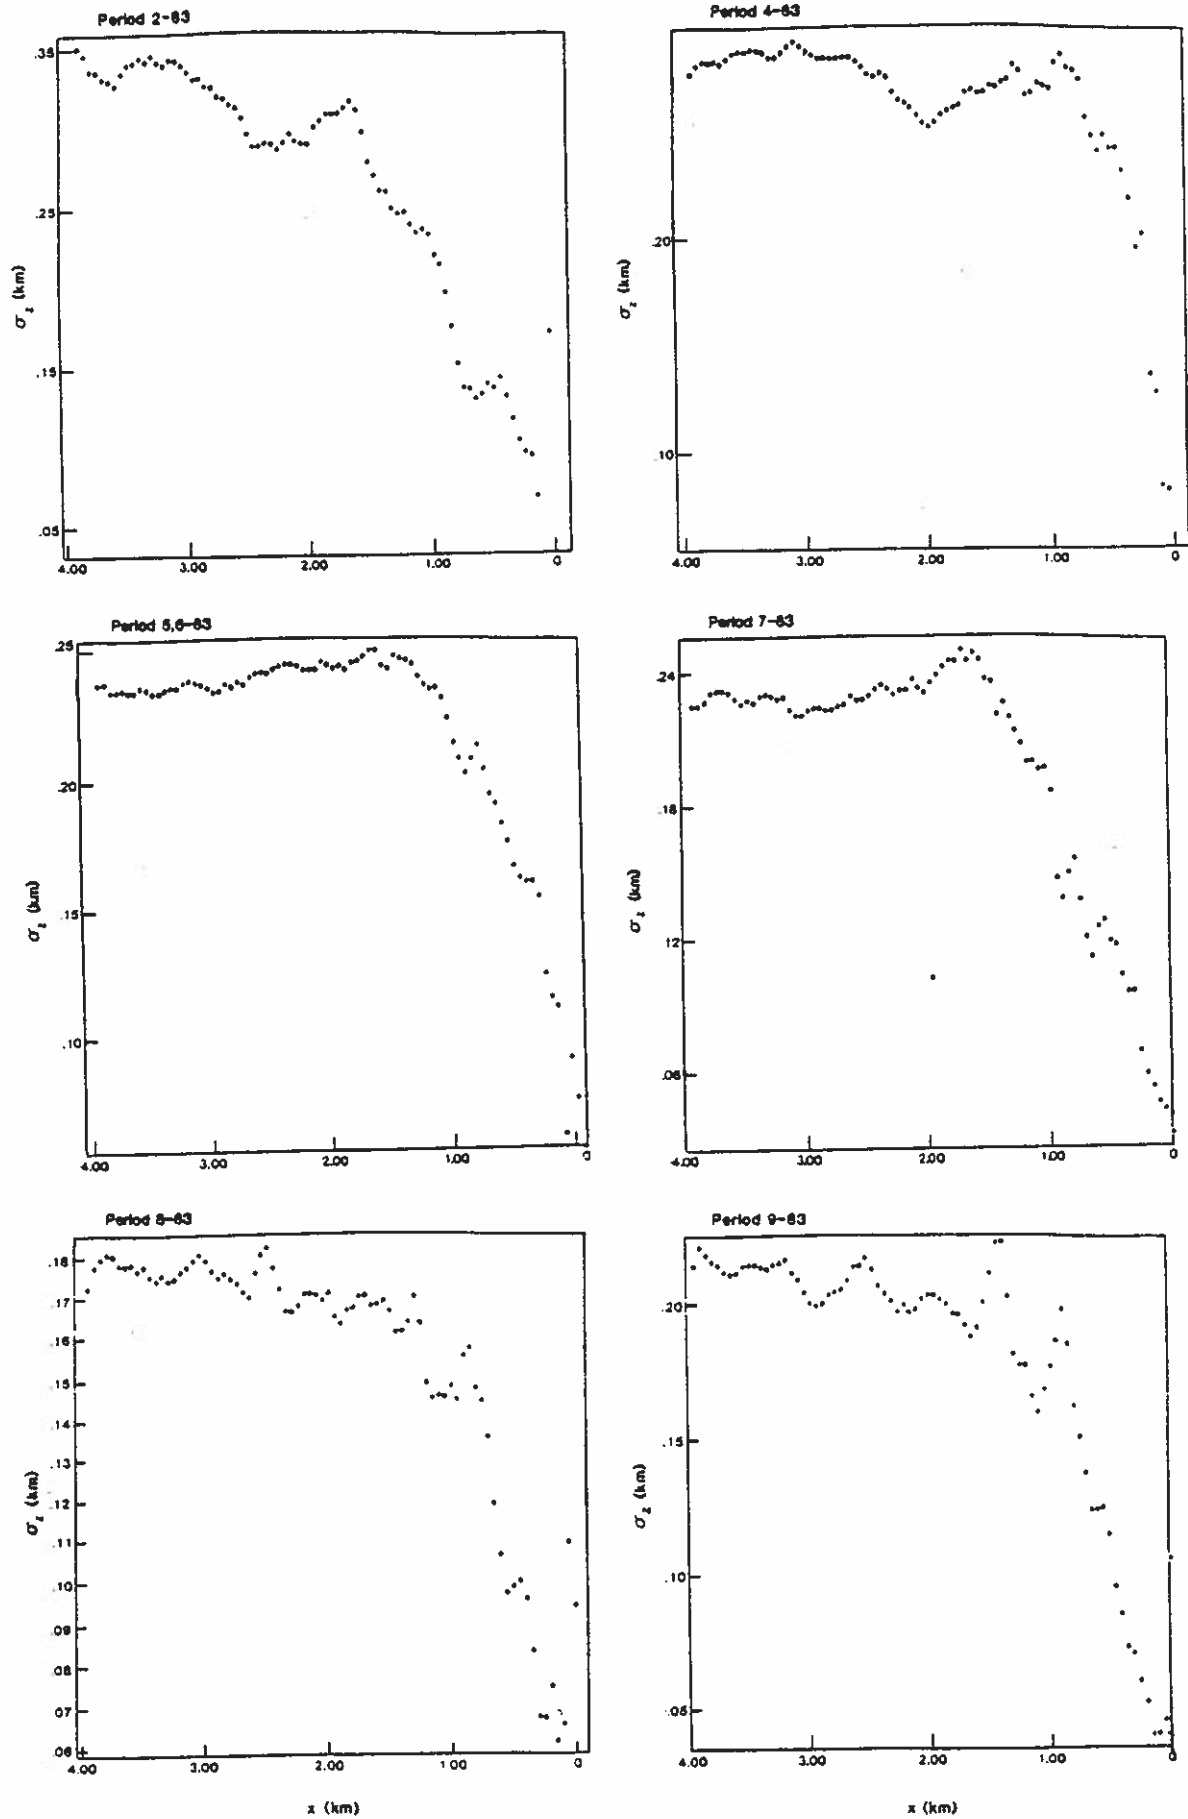 Period 2-83
.35
.25
.15
.05
σz (km)
4.00 3.00 2.00 1.00 0
Period 4-83
.20
.10
σz (km)
4.00 3.00 2.00 1.00 0
Period 5,6-83
.25
.20
.15
.10
σz (km)
4.00 3.00 2.00 1.00 0
Period 7-83
.24
.18
.12
.06
σz (km)
4.00 3.00 2.00 1.00 0
Period 8-83
.18
.17
.16
.15
.14
.13
.12
.11
.10
.09
.08
.07
.06
σz (km)
4.00 3.00 2.00 1.00 0
x (km)
Period 9-83
.20
.15
.10
.05
σz (km)
4.00 3.00 2.00 1.00 0
x (km)